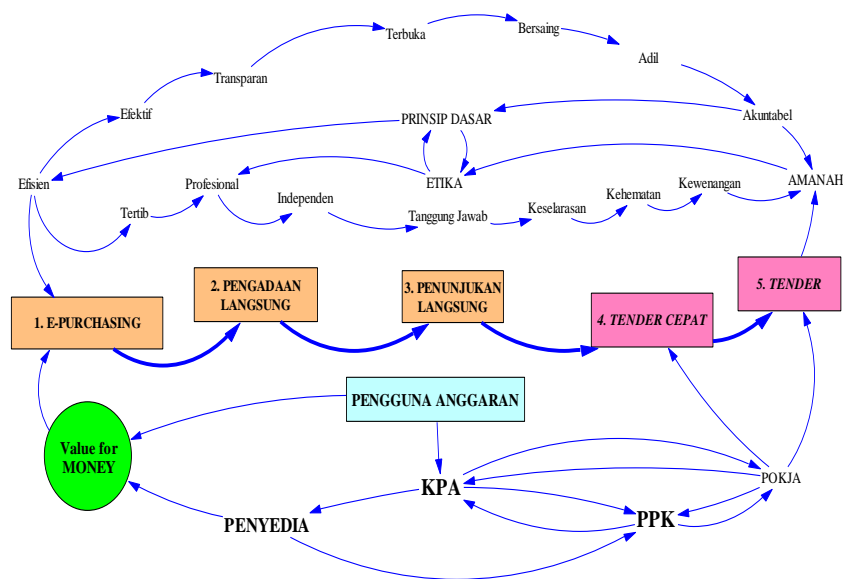 Bersaing
Terbuka
Adil
Transparan
Efektif
Akuntabel
PRINSIP DASAR
Efisien
Profesional
ETIKA
AMANAH
Kewenangan
Kehematan
Independen
Keselarasan
Tertib
Tanggung Jawab
5. TENDER
2. PENGADAAN
LANGSUNG
3. PENUNJUKAN
LANGSUNG
1. E-PURCHASING
4. TENDER CEPAT
PENGGUNA ANGGARAN
Value for
MONEY
POKJA
KPA
PENYEDIA
PPK